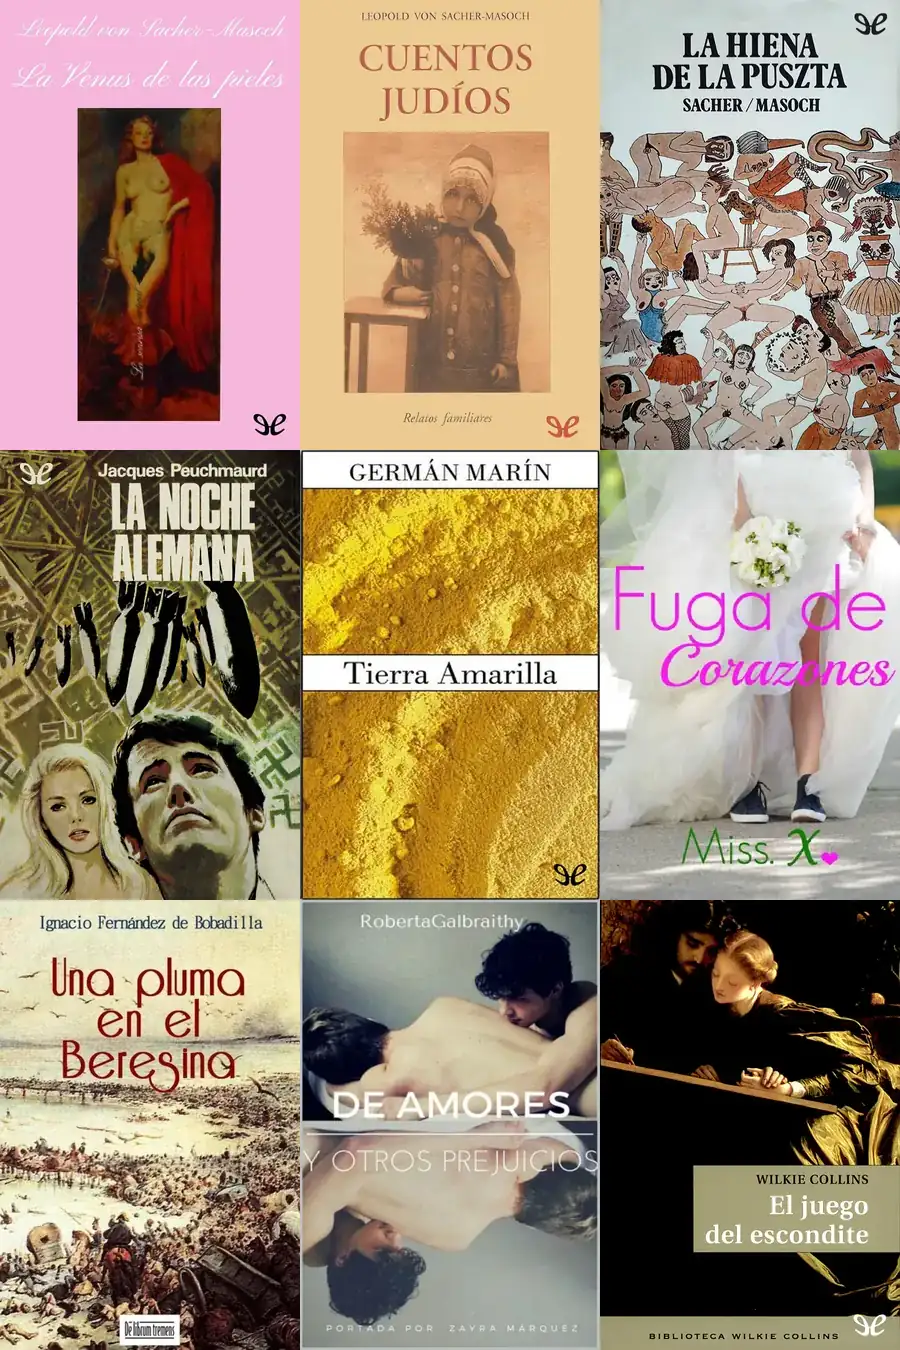 Leopold von Sacher-Masoch
La Venus de las pieles
LEOPOLD VON SACHER-MASOCH
CUENTOS
JUDÍOS
Relatos familiares
LA HIENA
DE LA PUSZTA
SACHER/MASOCH
Jacques Peuchmaurd
LA NOCHE
ALEMANA
GERMÁN MARÍN
Tierra Amarilla
Fuga de
Corazones
Miss. X
Ignacio Fernández de Bobadilla
Una pluma
en el
Beresina
De librum tremens
RobertaGalbraithy
DE AMORES
Y OTROS PREJUICIOS
PORTADA POR: ZAYRA MÁRQUEZ
WILKIE COLLINS
El juego
del escondite
BIBLIOTECA WILKIE COLLINS